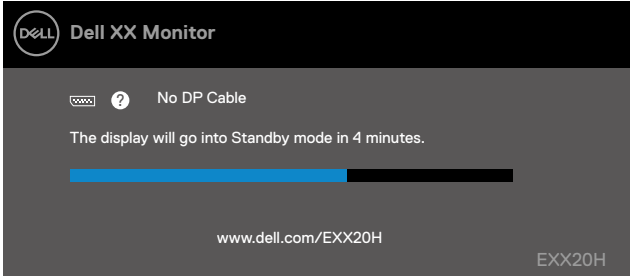 DELL Dell XX Monitor
? No DP Cable
The display will go into Standby mode in 4 minutes.
www.dell.com/EXX20H
EXX20H